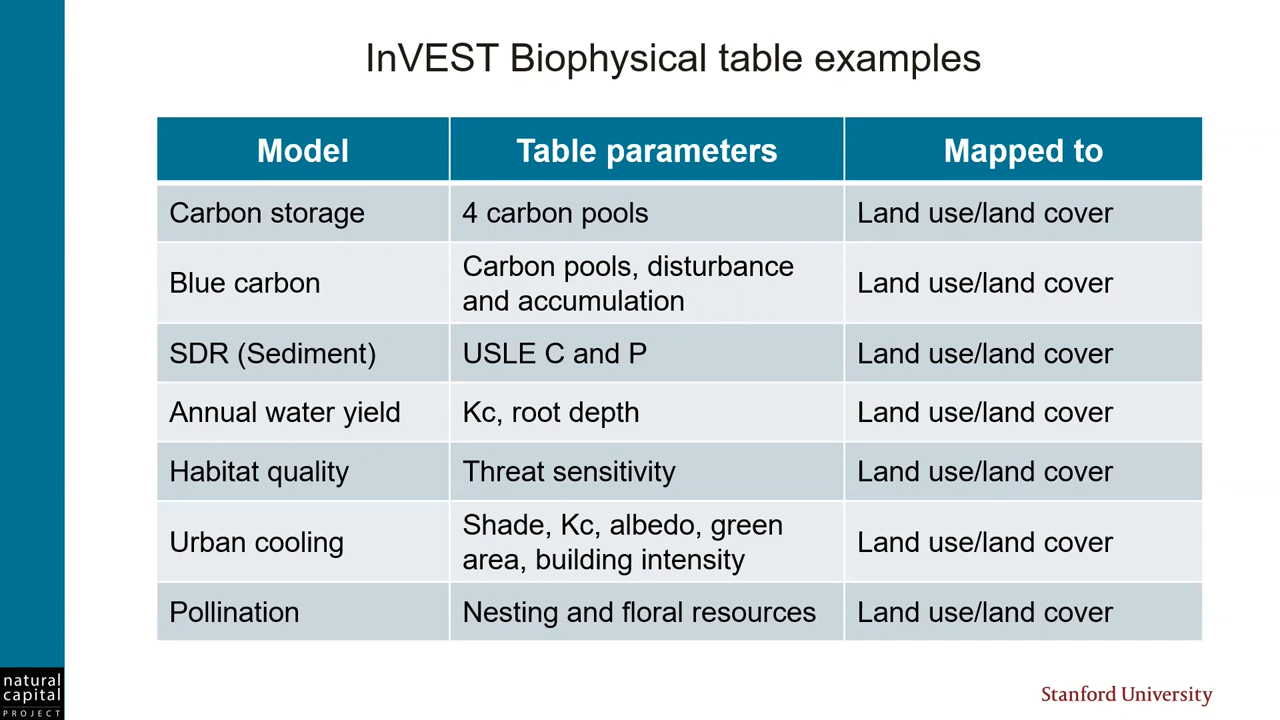 InVEST Biophysical table examples
Model
Table parameters
Mapped to
Carbon storage
4 carbon pools
Land use/land cover
Blue carbon
Carbon pools, disturbance
and accumulation
Land use/land cover
SDR (Sediment)
USLE C and P
Land use/land cover
Annual water yield
Kc, root depth
Land use/land cover
Habitat quality
Threat sensitivity
Land use/land cover
Urban cooling
Shade, Kc, albedo, green
area, building intensity
Land use/land cover
Pollination
Nesting and floral resources
Land use/land cover
natural
capital
PROJECT
Stanford University